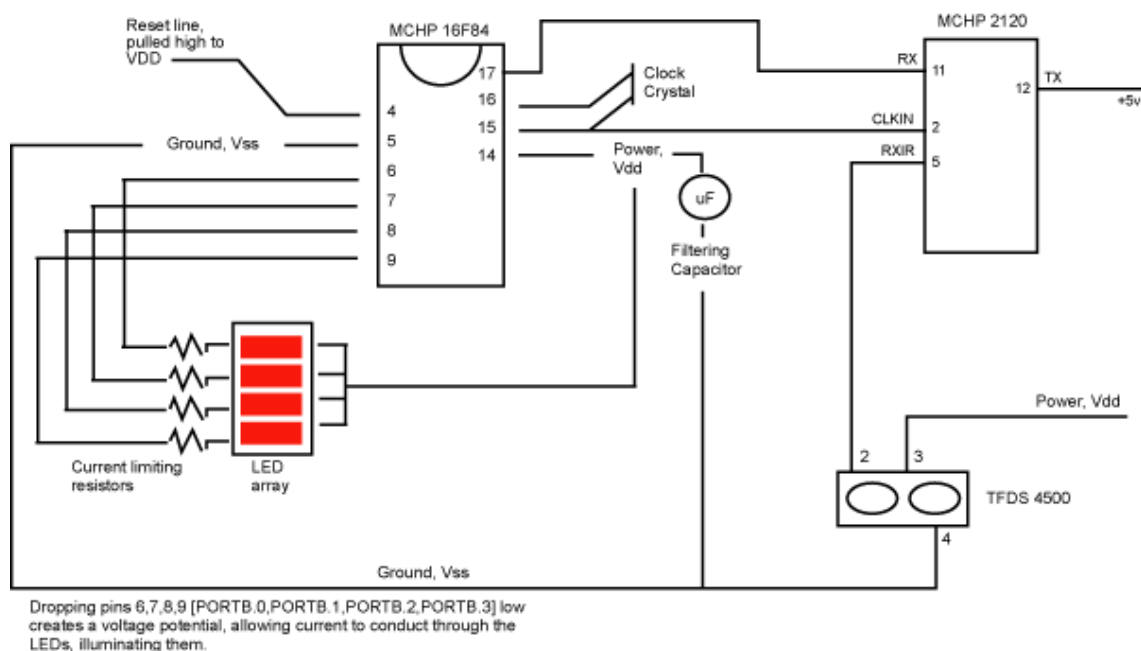 Reset line,
pulled high to
VDD
MCHP 16F84
MCHP 2120
17
16
15
14
4
5
6
7
8
9
Clock
Crystal
RX
11
12
TX
+5v
CLKIN
2
RXIR
5
Ground, Vss
Power,
Vdd
uF
Filtering
Capacitor
Current limiting
resistors
LED
array
Power, Vdd
2
3
TFDS 4500
4
Ground, Vss
Dropping pins 6,7,8,9 [PORTB.0,PORTB.1,PORTB.2,PORTB.3] low
creates a voltage potential, allowing current to conduct through the
LEDs, illuminating them.